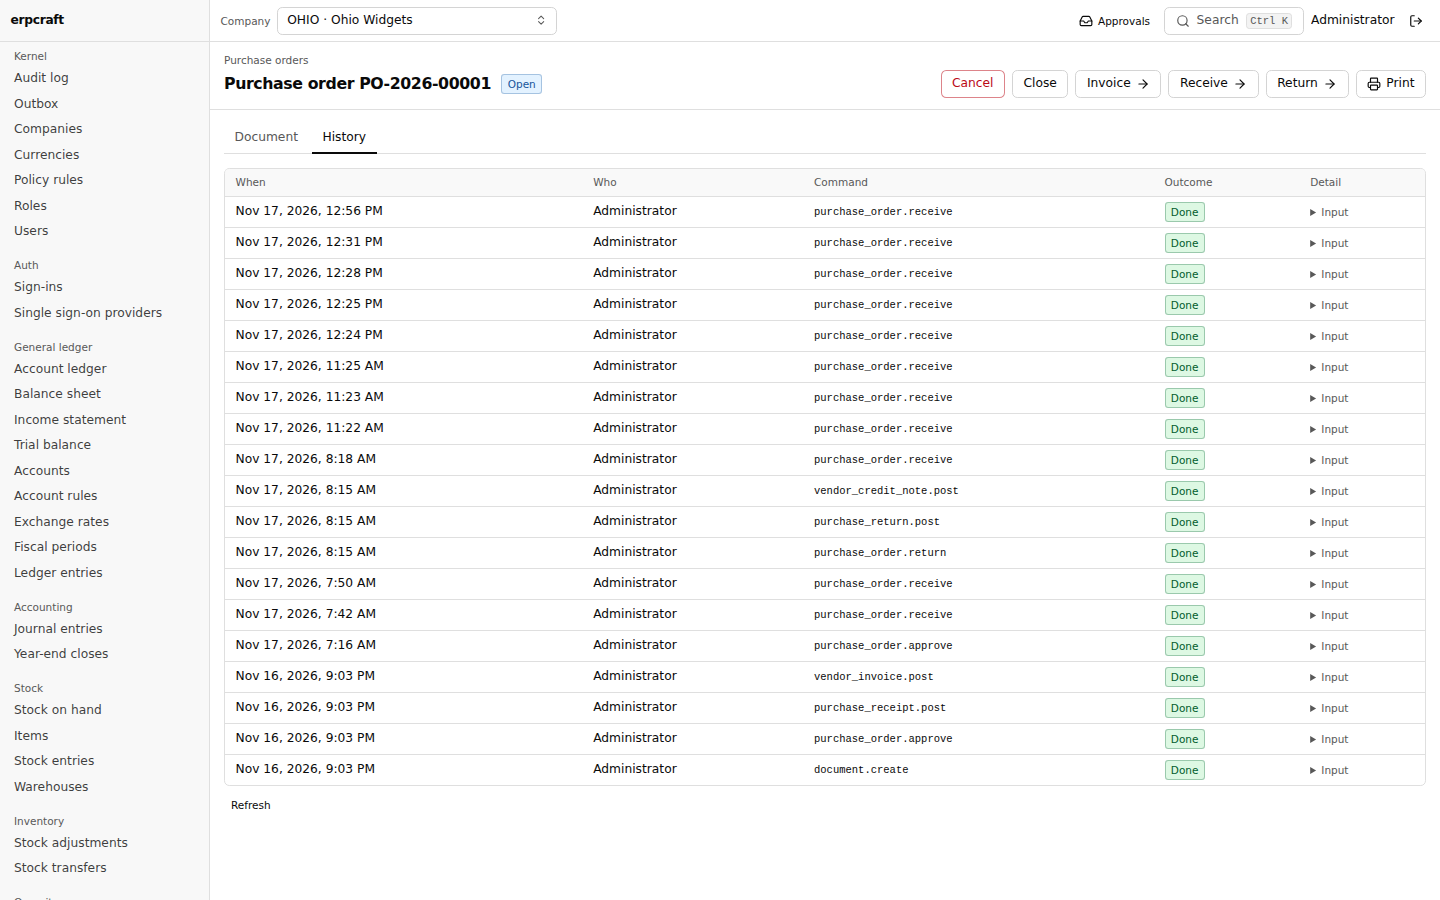 erpcraft
Company
OHIO · Ohio Widgets
Approvals
Search
Ctrl K
Administrator
Kernel
Audit log
Outbox
Companies
Currencies
Policy rules
Roles
Users
Auth
Sign-ins
Single sign-on providers
General ledger
Account ledger
Balance sheet
Income statement
Trial balance
Accounts
Account rules
Exchange rates
Fiscal periods
Ledger entries
Accounting
Journal entries
Year-end closes
Stock
Stock on hand
Items
Stock entries
Warehouses
Inventory
Stock adjustments
Stock transfers
Purchase orders
Purchase order PO-2026-00001 Open
Cancel Close Invoice Receive Return Print
Document History
When Who Command Outcome Detail
Nov 17, 2026, 12:56 PM Administrator purchase_order.receive Done Input
Nov 17, 2026, 12:31 PM Administrator purchase_order.receive Done Input
Nov 17, 2026, 12:28 PM Administrator purchase_order.receive Done Input
Nov 17, 2026, 12:25 PM Administrator purchase_order.receive Done Input
Nov 17, 2026, 12:24 PM Administrator purchase_order.receive Done Input
Nov 17, 2026, 11:25 AM Administrator purchase_order.receive Done Input
Nov 17, 2026, 11:23 AM Administrator purchase_order.receive Done Input
Nov 17, 2026, 11:22 AM Administrator purchase_order.receive Done Input
Nov 17, 2026, 8:18 AM Administrator purchase_order.receive Done Input
Nov 17, 2026, 8:15 AM Administrator vendor_credit_note.post Done Input
Nov 17, 2026, 8:15 AM Administrator purchase_return.post Done Input
Nov 17, 2026, 8:15 AM Administrator purchase_order.return Done Input
Nov 17, 2026, 7:50 AM Administrator purchase_order.receive Done Input
Nov 17, 2026, 7:42 AM Administrator purchase_order.receive Done Input
Nov 17, 2026, 7:16 AM Administrator purchase_order.approve Done Input
Nov 16, 2026, 9:03 PM Administrator vendor_invoice.post Done Input
Nov 16, 2026, 9:03 PM Administrator purchase_receipt.post Done Input
Nov 16, 2026, 9:03 PM Administrator purchase_order.approve Done Input
Nov 16, 2026, 9:03 PM Administrator document.create Done Input
Refresh